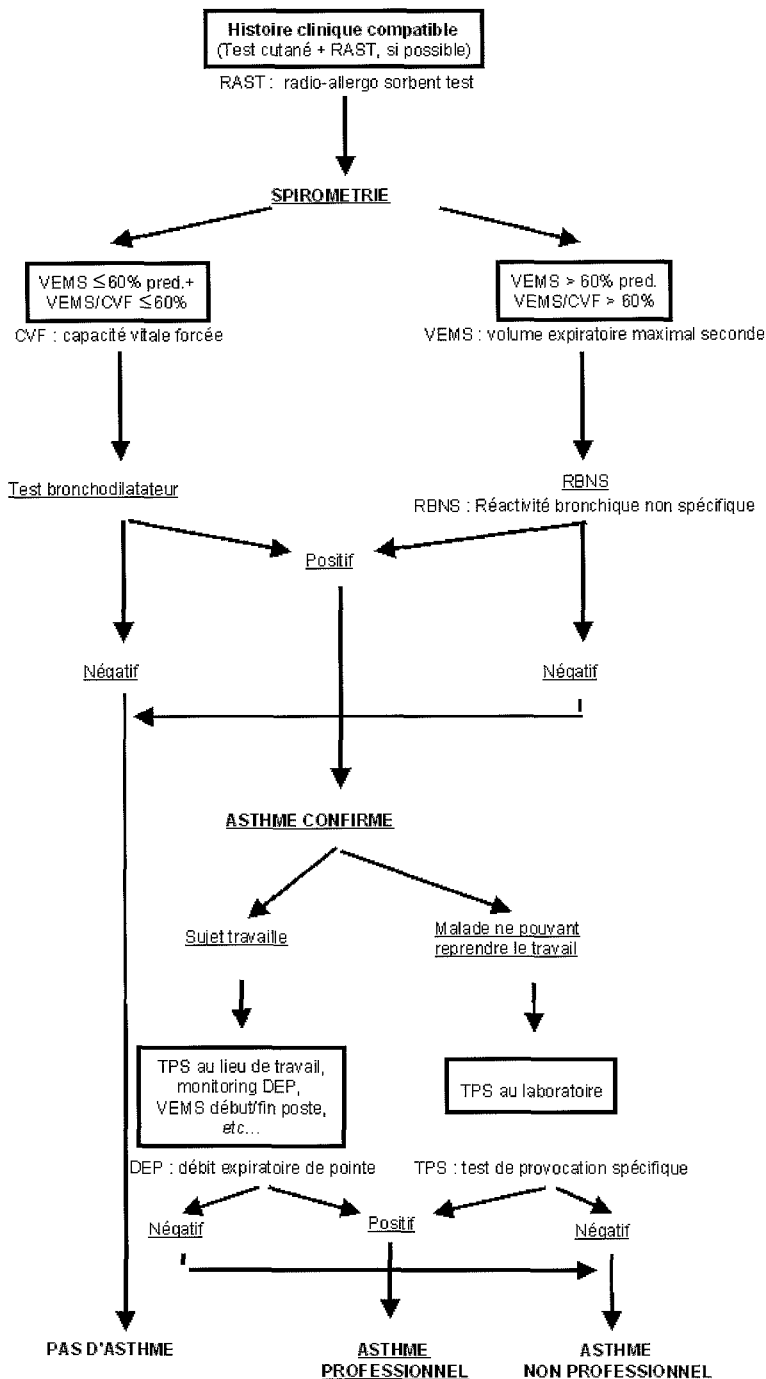 Histoire clinique compatible
(Test cutané + RAST, si possible)
RAST : radio-allergo sorbent test
SPIROMETRIE
VEMS ≤60% pred.+
VEMS/CVF ≤60%
CVF : capacité vitale forcée
VEMS > 60% pred.
VEMS/CVF > 60%
VEMS : volume expiratoire maximal seconde
Test bronchodilatateur
RBNS
RBNS : Réactivité bronchique non spécifique
Positif
Négatif
Négatif
ASTHME CONFIRME
Sujet travaille
Malade ne pouvant
reprendre le travail
TPS au lieu de travail,
monitoring DEP,
VEMS début/fin poste,
etc...
TPS au laboratoire
DEP : débit expiratoire de pointe
TPS : test de provocation spécifique
Négatif
Positif
Négatif
PAS D'ASTHME
ASTHME
PROFESSIONNEL
ASTHME
NON PROFESSIONNEL